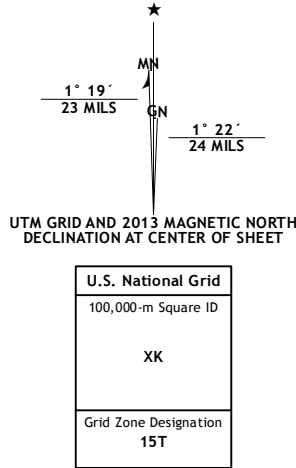 ★
MN
1° 19´
23 MILS
GN
1° 22´
24 MILS
UTM GRID AND 2013 MAGNETIC NORTH
DECLINATION AT CENTER OF SHEET
U.S. National Grid
100,000-m Square ID
XK
Grid Zone Designation
15T